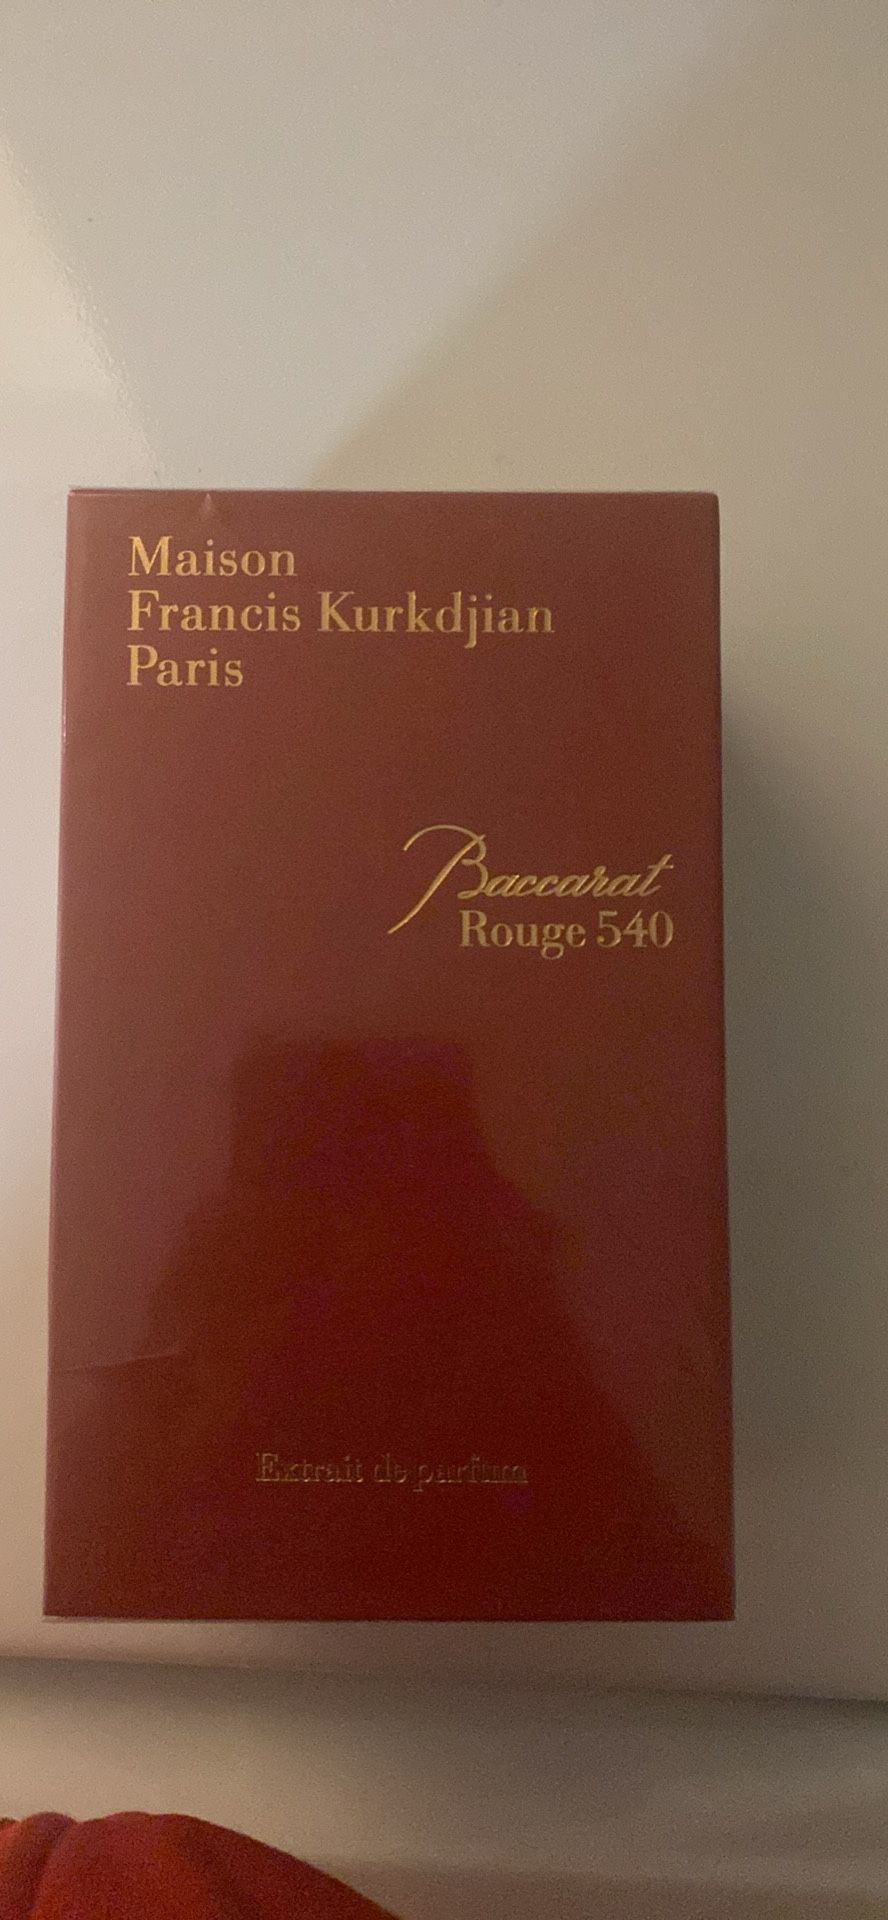 Maison
Francis Kurkdjian
Paris
Baccarat
Rouge 540
Extrait de parfum